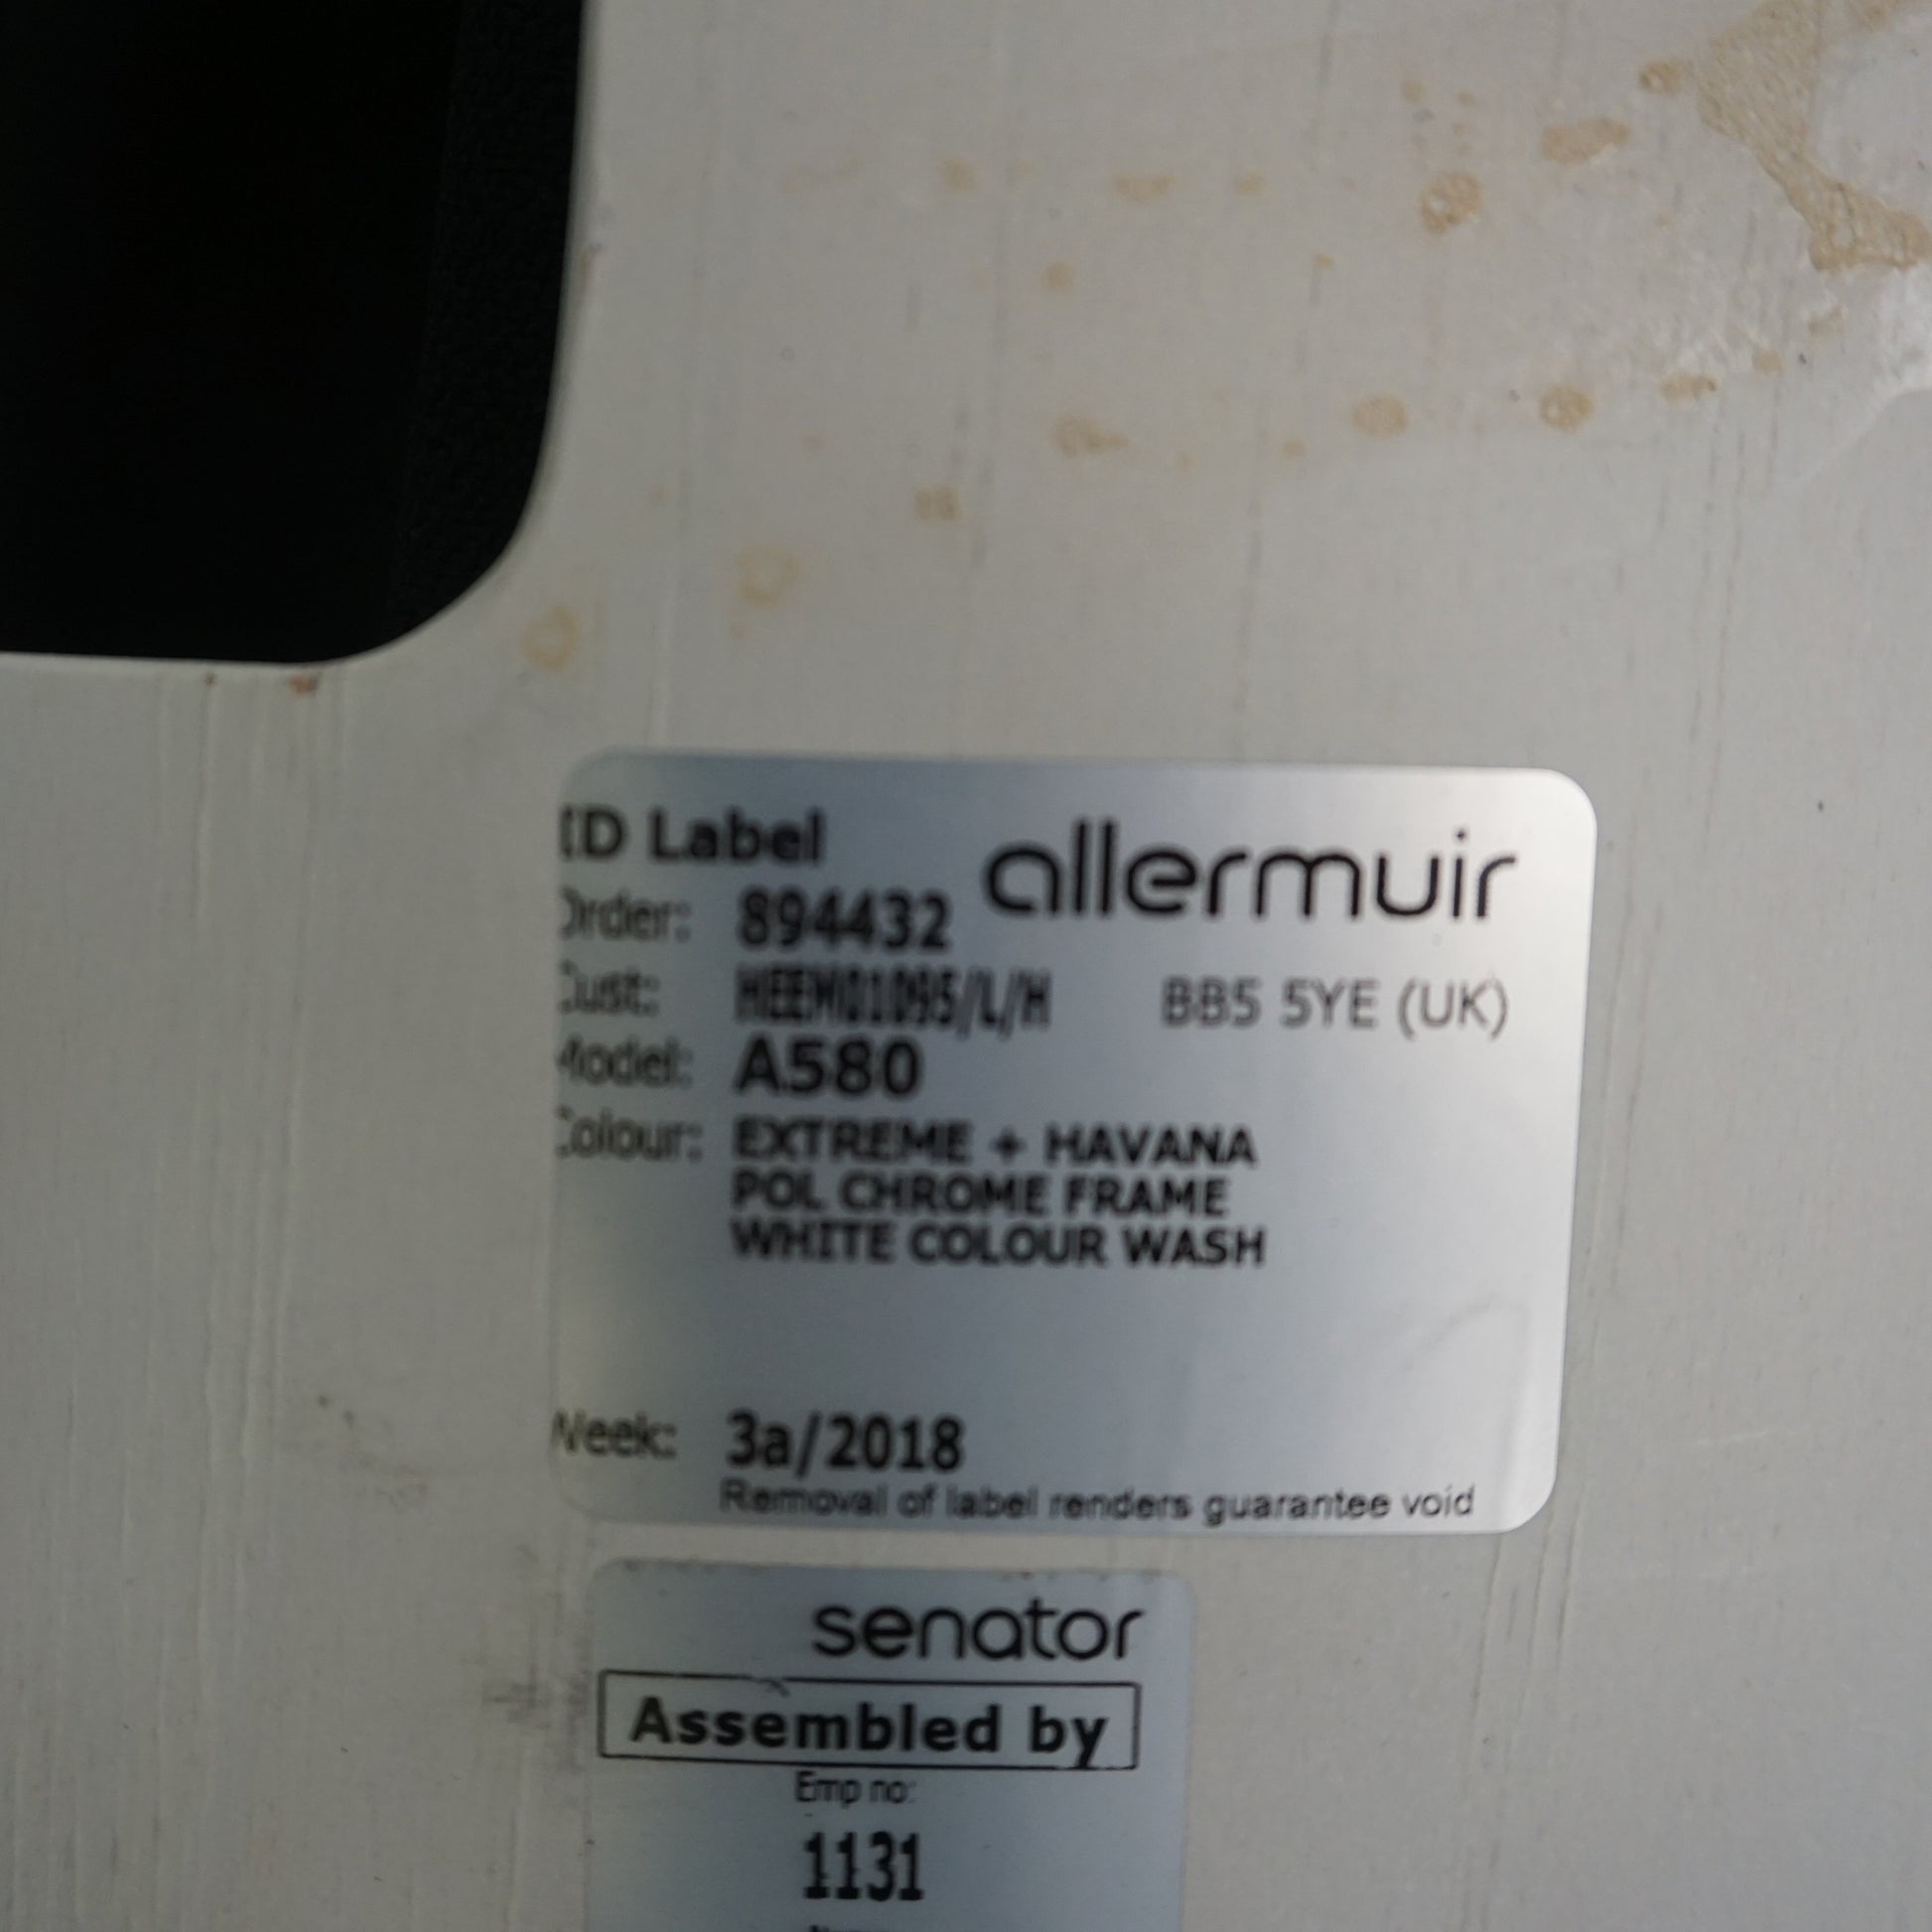 ID Label
allermuir
Order: 894432
Cust: HEEM01095/L/H
BB5 5YE (UK)
Model: A580
Colour: EXTREME + HAVANA
POL CHROME FRAME
WHITE COLOUR WASH
Week: 3a/2018
Removal of label renders guarantee void
senator
Assembled by
Emp no:
1131